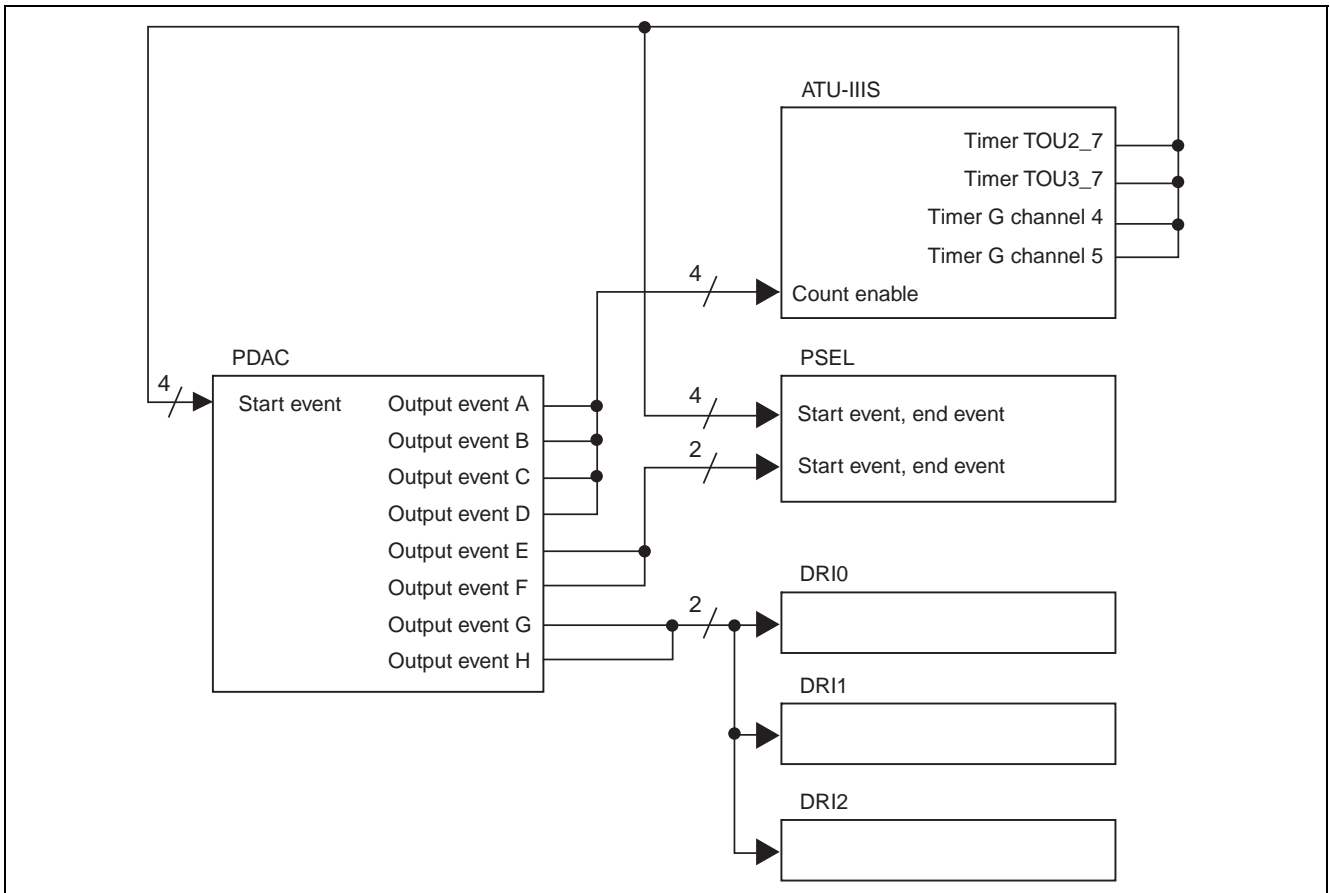 ATU-IIIS
Timer TOU2_7
Timer TOU3_7
Timer G channel 4
Timer G channel 5
4
Count enable
PDAC
4
Start event
Output event A
Output event B
Output event C
Output event D
Output event E
Output event F
Output event G
Output event H
PSEL
4
Start event, end event
2
Start event, end event
2
DRI0
DRI1
DRI2